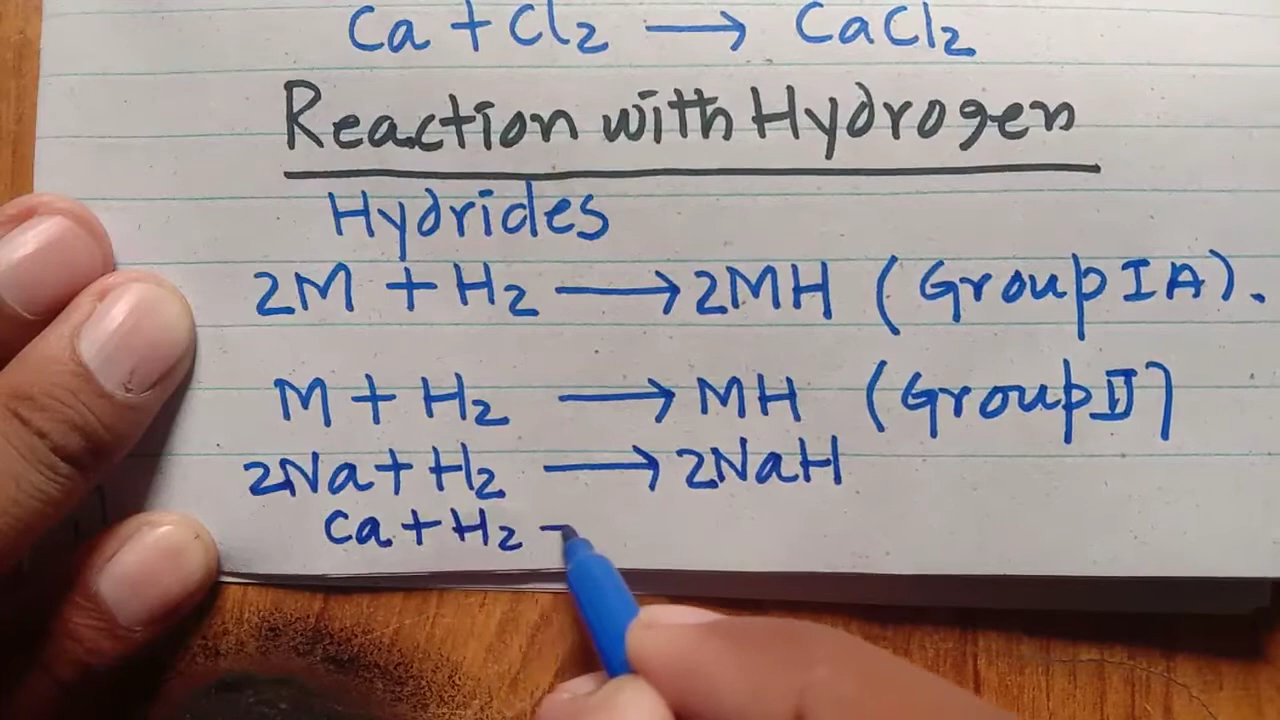 Ca + Cl2 → CaCl2
Reaction with Hydrogen
Hydrides
2M + H2 → 2MH (Group IA).
M + H2 → MH (Group II)
2Na + H2 → 2NaH
Ca + H2 -